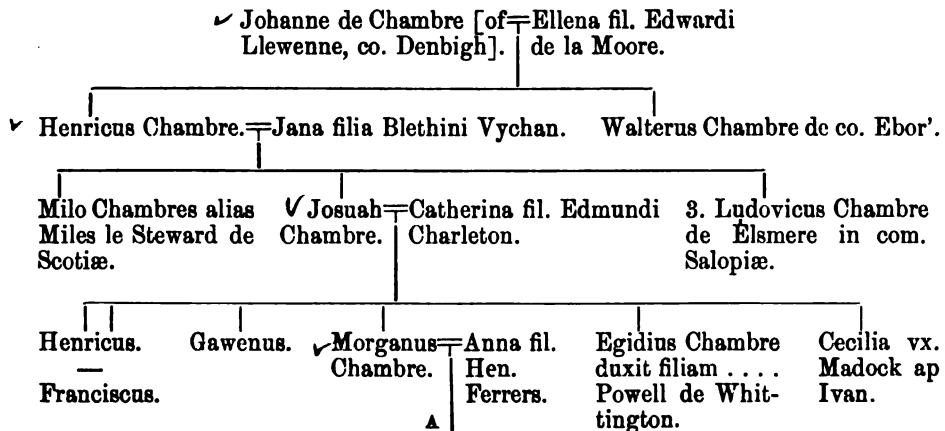 Johanne de Chambre [of Ellena fil. Edwardi
Llewenne, co. Denbigh]. de la Moore.
Henricus Chambre. Jana filia Blethini Vychan. Walterus Chambre de co. Ebor'.
Milo Chambres alias
Miles le Steward de
Scotiæ.
Josuah
Chambre.
Catherina fil. Edmundi
Charleton.
3. Ludovicus Chambre
de Elsmere in com.
Salopiæ.
Henricus.
—
Franciscus.
Gawenus.
Morganus
Chambre.
Anna fil.
Hen.
Ferrers.
Egidius Chambre
duxit filiam ....
Powell de Whit-
tington.
Cecilia vx.
Madock ap
Ivan.
A